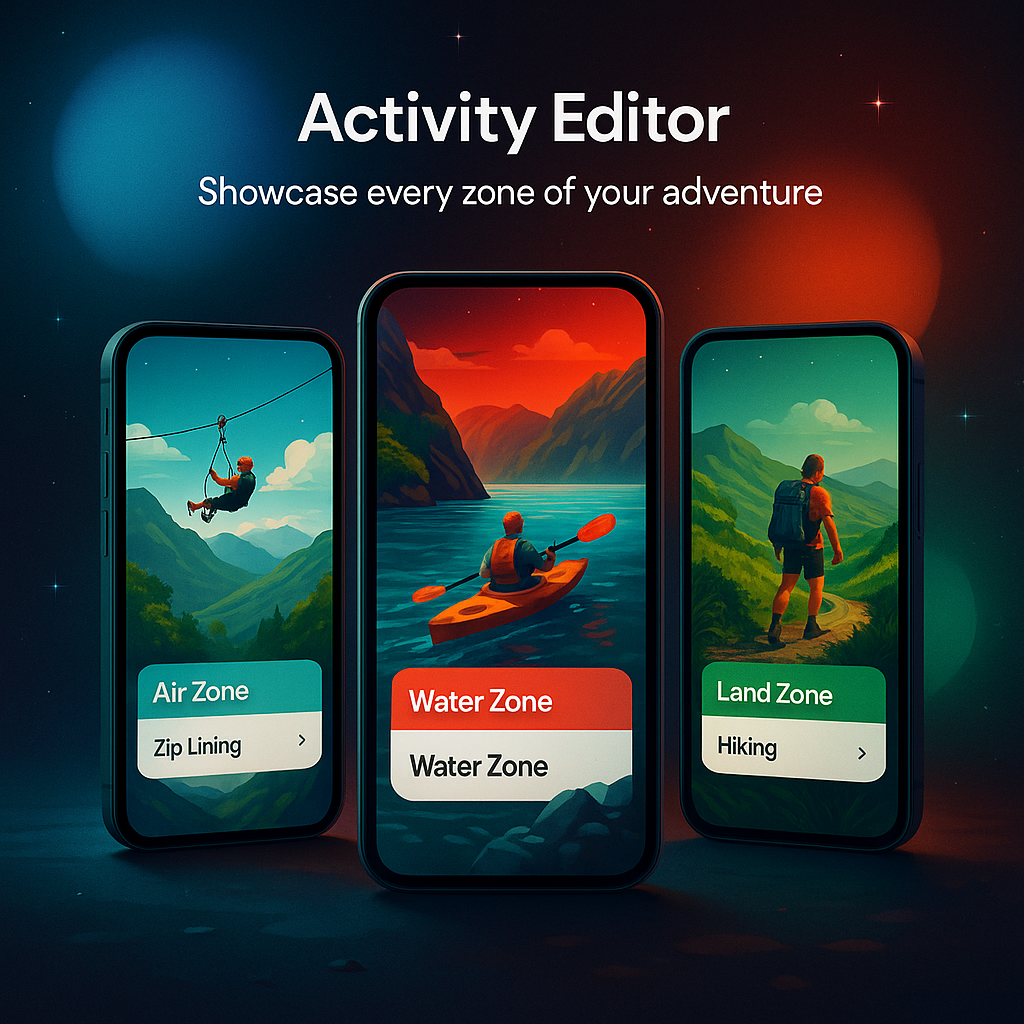 Activity Editor
Showcase every zone of your adventure
Air Zone
Zip Lining
Water Zone
Water Zone
Land Zone
Hiking